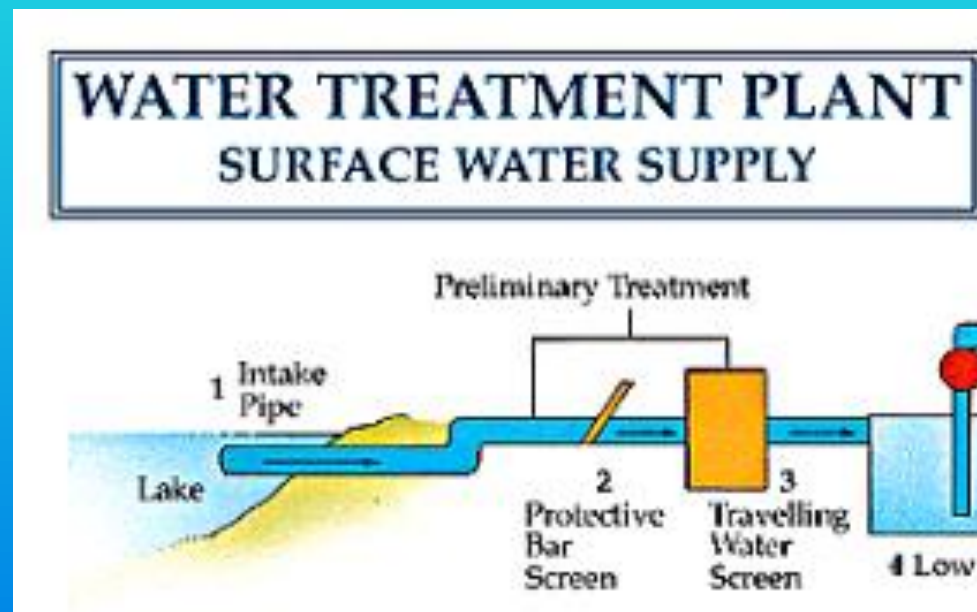 WATER TREATMENT PLANT
SURFACE WATER SUPPLY
Preliminary Treatment
1 Intake
Pipe
Lake
2
Protective
Bar
Screen
3
Travelling
Water
Screen
4 Low